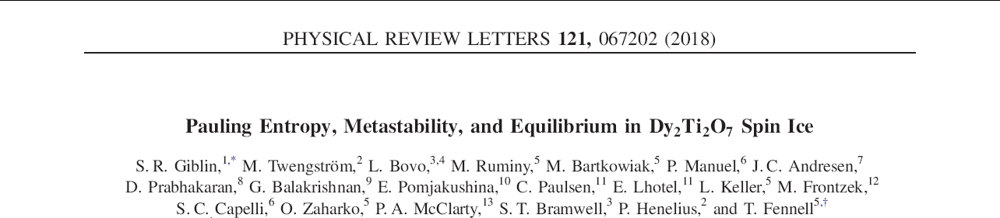 PHYSICAL REVIEW LETTERS 121, 067202 (2018)
Pauling Entropy, Metastability, and Equilibrium in Dy₂Ti₂O₇ Spin Ice
S. R. Giblin,¹,* M. Twengström,² L. Bovo,³,⁴ M. Ruminy,⁵ M. Bartkowiak,⁵ P. Manuel,⁶ J. C. Andresen,⁷
D. Prabhakaran,⁸ G. Balakrishnan,⁹ E. Pomjakushina,¹⁰ C. Paulsen,¹¹ E. Lhotel,¹¹ L. Keller,⁵ M. Frontzek,¹²
S. C. Capelli,⁶ O. Zaharko,⁵ P. A. McClarty,¹³ S. T. Bramwell,³ P. Henelius,² and T. Fennell⁵,†